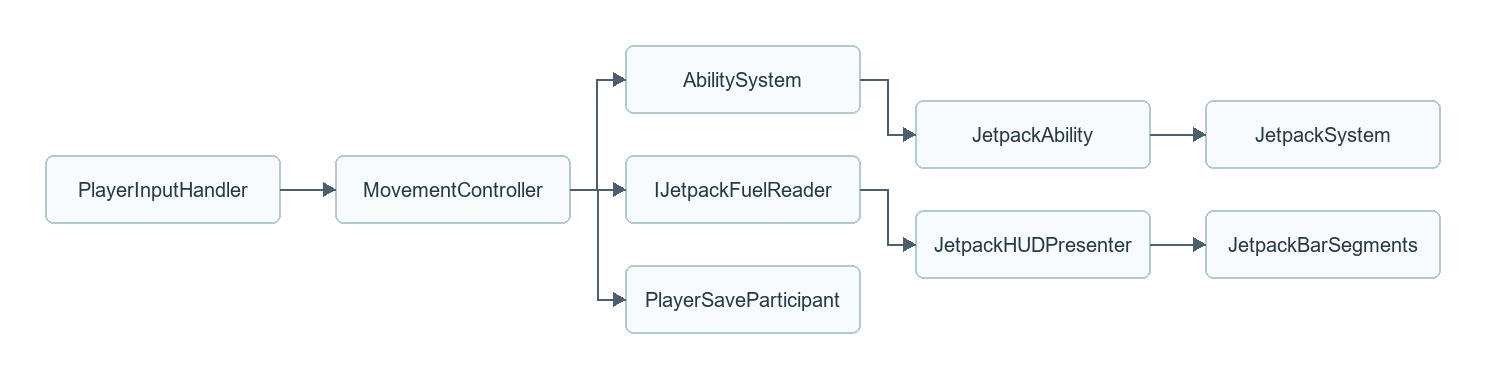 PlayerInputHandler
MovementController
AbilitySystem
IJetpackFuelReader
PlayerSaveParticipant
JetpackAbility
JetpackHUDPresenter
JetpackSystem
JetpackBarSegments